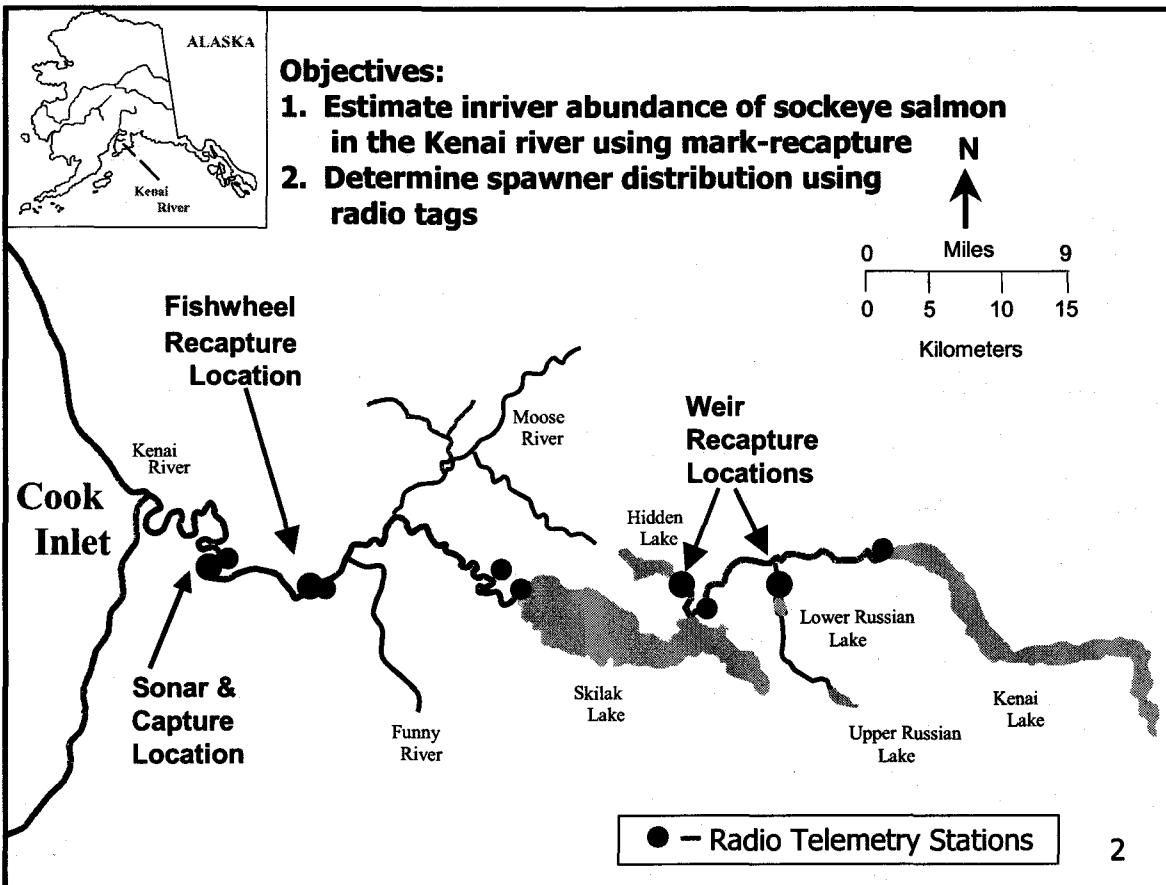 ALASKA
Kenai
River
Objectives:
1. Estimate inriver abundance of sockeye salmon
in the Kenai river using mark-recapture
2. Determine spawner distribution using
radio tags
N
0 Miles 9
0 5 10 15
Kilometers
Fishwheel
Recapture
Location
Moose
River
Weir
Recapture
Locations
Kenai
River
Cook
Inlet
Hidden
Lake
Lower Russian
Lake
Sonar &
Capture
Location
Skilak
Lake
Kenai
Lake
Funny
River
Upper Russian
Lake
– Radio Telemetry Stations
2